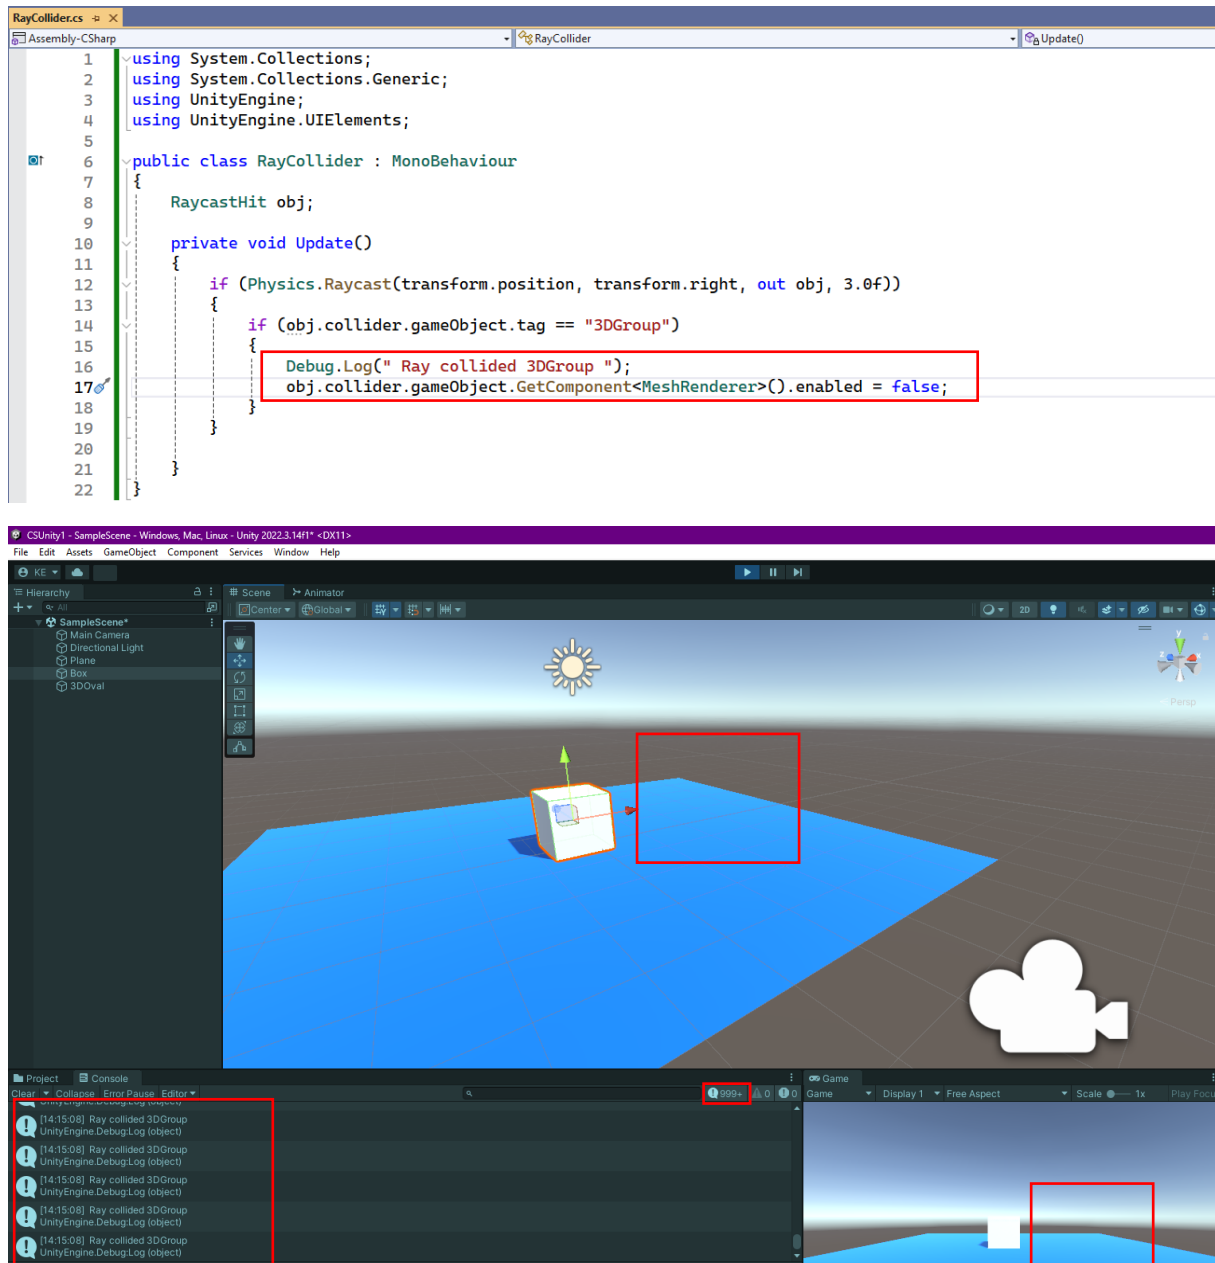 RayCollider.cs
Assembly-CSharp RayCollider Update()
1 using System.Collections;
2 using System.Collections.Generic;
3 using UnityEngine;
4 using UnityEngine.UIElements;
5
6 public class RayCollider : MonoBehaviour
7 {
8 RaycastHit obj;
9
10 private void Update()
11 {
12 if (Physics.Raycast(transform.position, transform.right, out obj, 3.0f))
13 {
14 if (obj.collider.gameObject.tag == "3DGroup")
15 {
16 Debug.Log(" Ray collided 3DGroup ");
17 obj.collider.gameObject.GetComponent<MeshRenderer>().enabled = false;
18 }
19 }
20
21 }
22 }
CSUnity1 - SampleScene - Windows, Mac, Linux - Unity 2022.3.14f1* <DX11>
File Edit Assets GameObject Component Services Window Help
KE
Hierarchy
Scene Animator
All
Center Global 2D
SampleScene*
Main Camera
Directional Light
Plane
Box
3DOval
y
z x
Persp
Project Console
Clear Collapse Error Pause Editor 999+ 0 0
UnityEngine.Debug:Log (object)
[14:15:08] Ray collided 3DGroup
UnityEngine.Debug:Log (object)
[14:15:08] Ray collided 3DGroup
UnityEngine.Debug:Log (object)
[14:15:08] Ray collided 3DGroup
UnityEngine.Debug:Log (object)
[14:15:08] Ray collided 3DGroup
UnityEngine.Debug:Log (object)
[14:15:08] Ray collided 3DGroup
UnityEngine.Debug:Log (object)
Game
Game Display 1 Free Aspect Scale 1x Play Focu